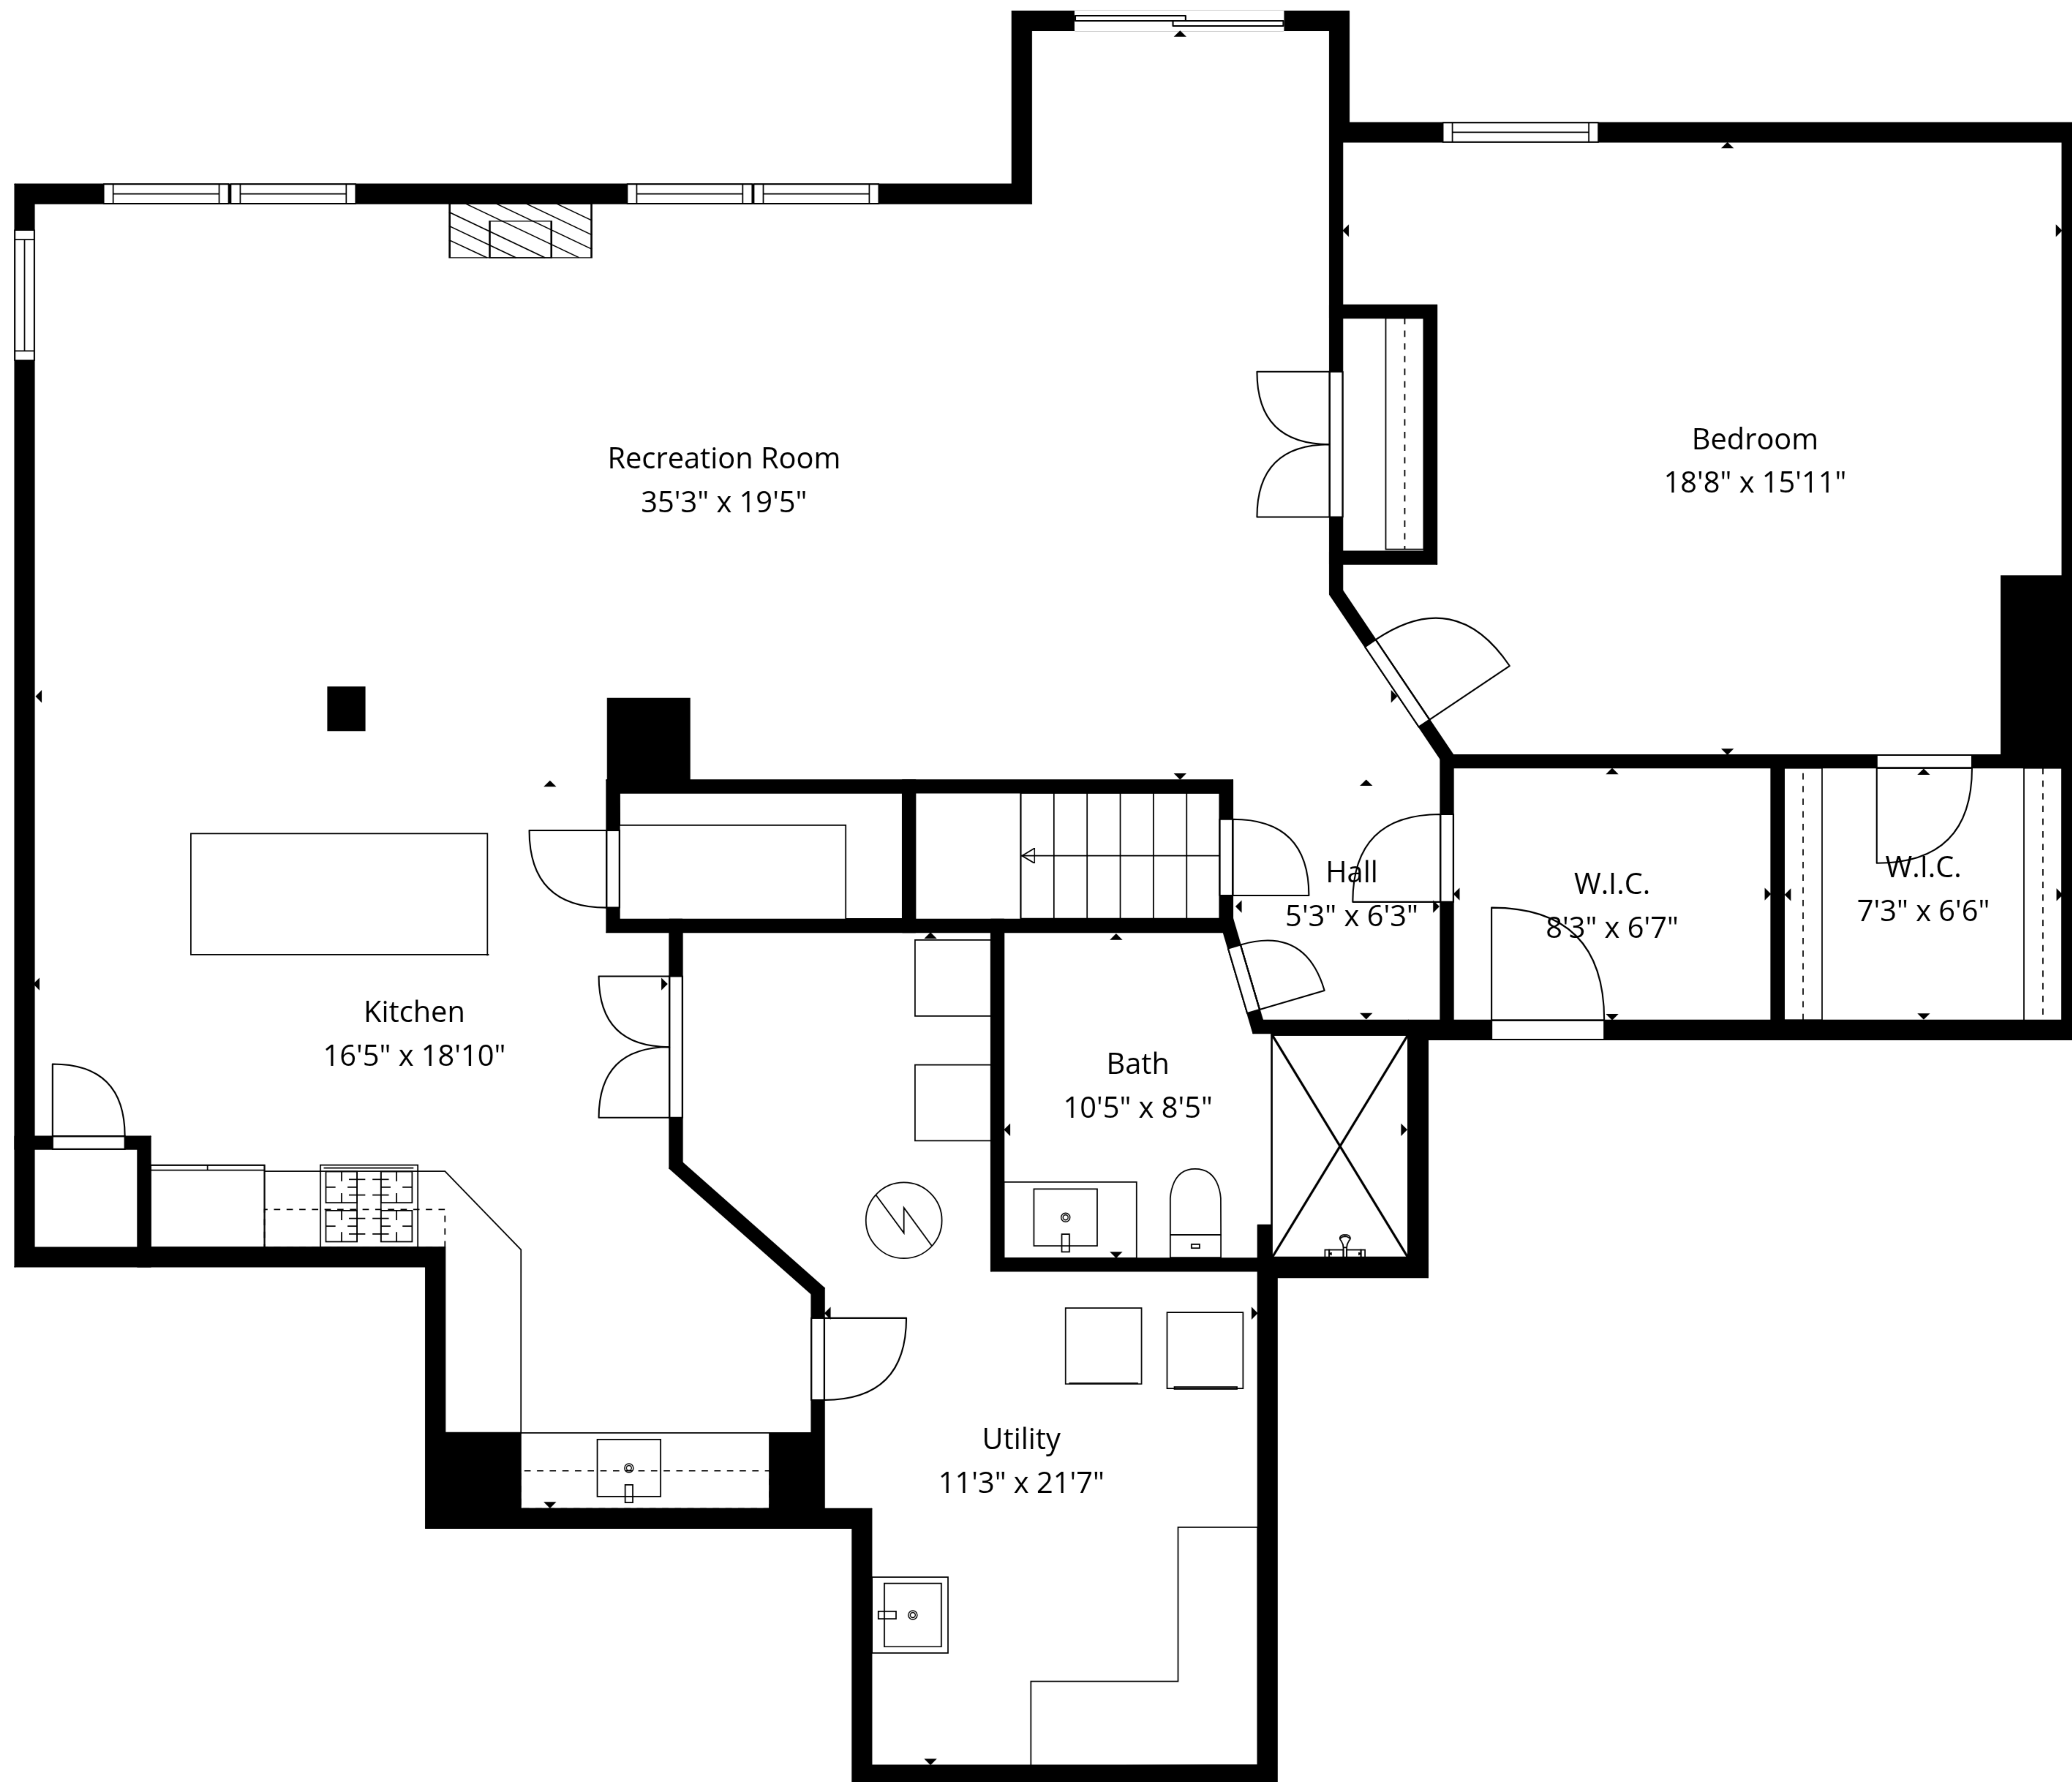 Recreation Room
35'3" x 19'5"
Bedroom
18'8" x 15'11"
Hall
5'3" x 6'3"
W.I.C.
8'3" x 6'7"
W.I.C.
7'3" x 6'6"
Kitchen
16'5" x 18'10"
Bath
10'5" x 8'5"
Utility
11'3" x 21'7"